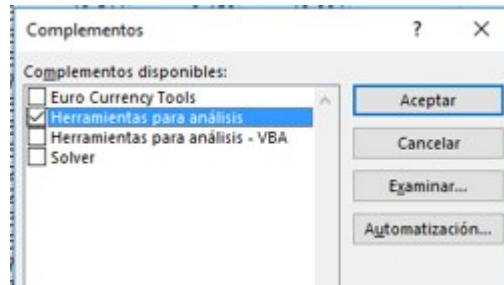 Complementos
?
Complementos disponibles:
Euro Currency Tools
Herramientas para análisis
Herramientas para análisis - VBA
Solver
Aceptar
Cancelar
Examinar...
Automatización...